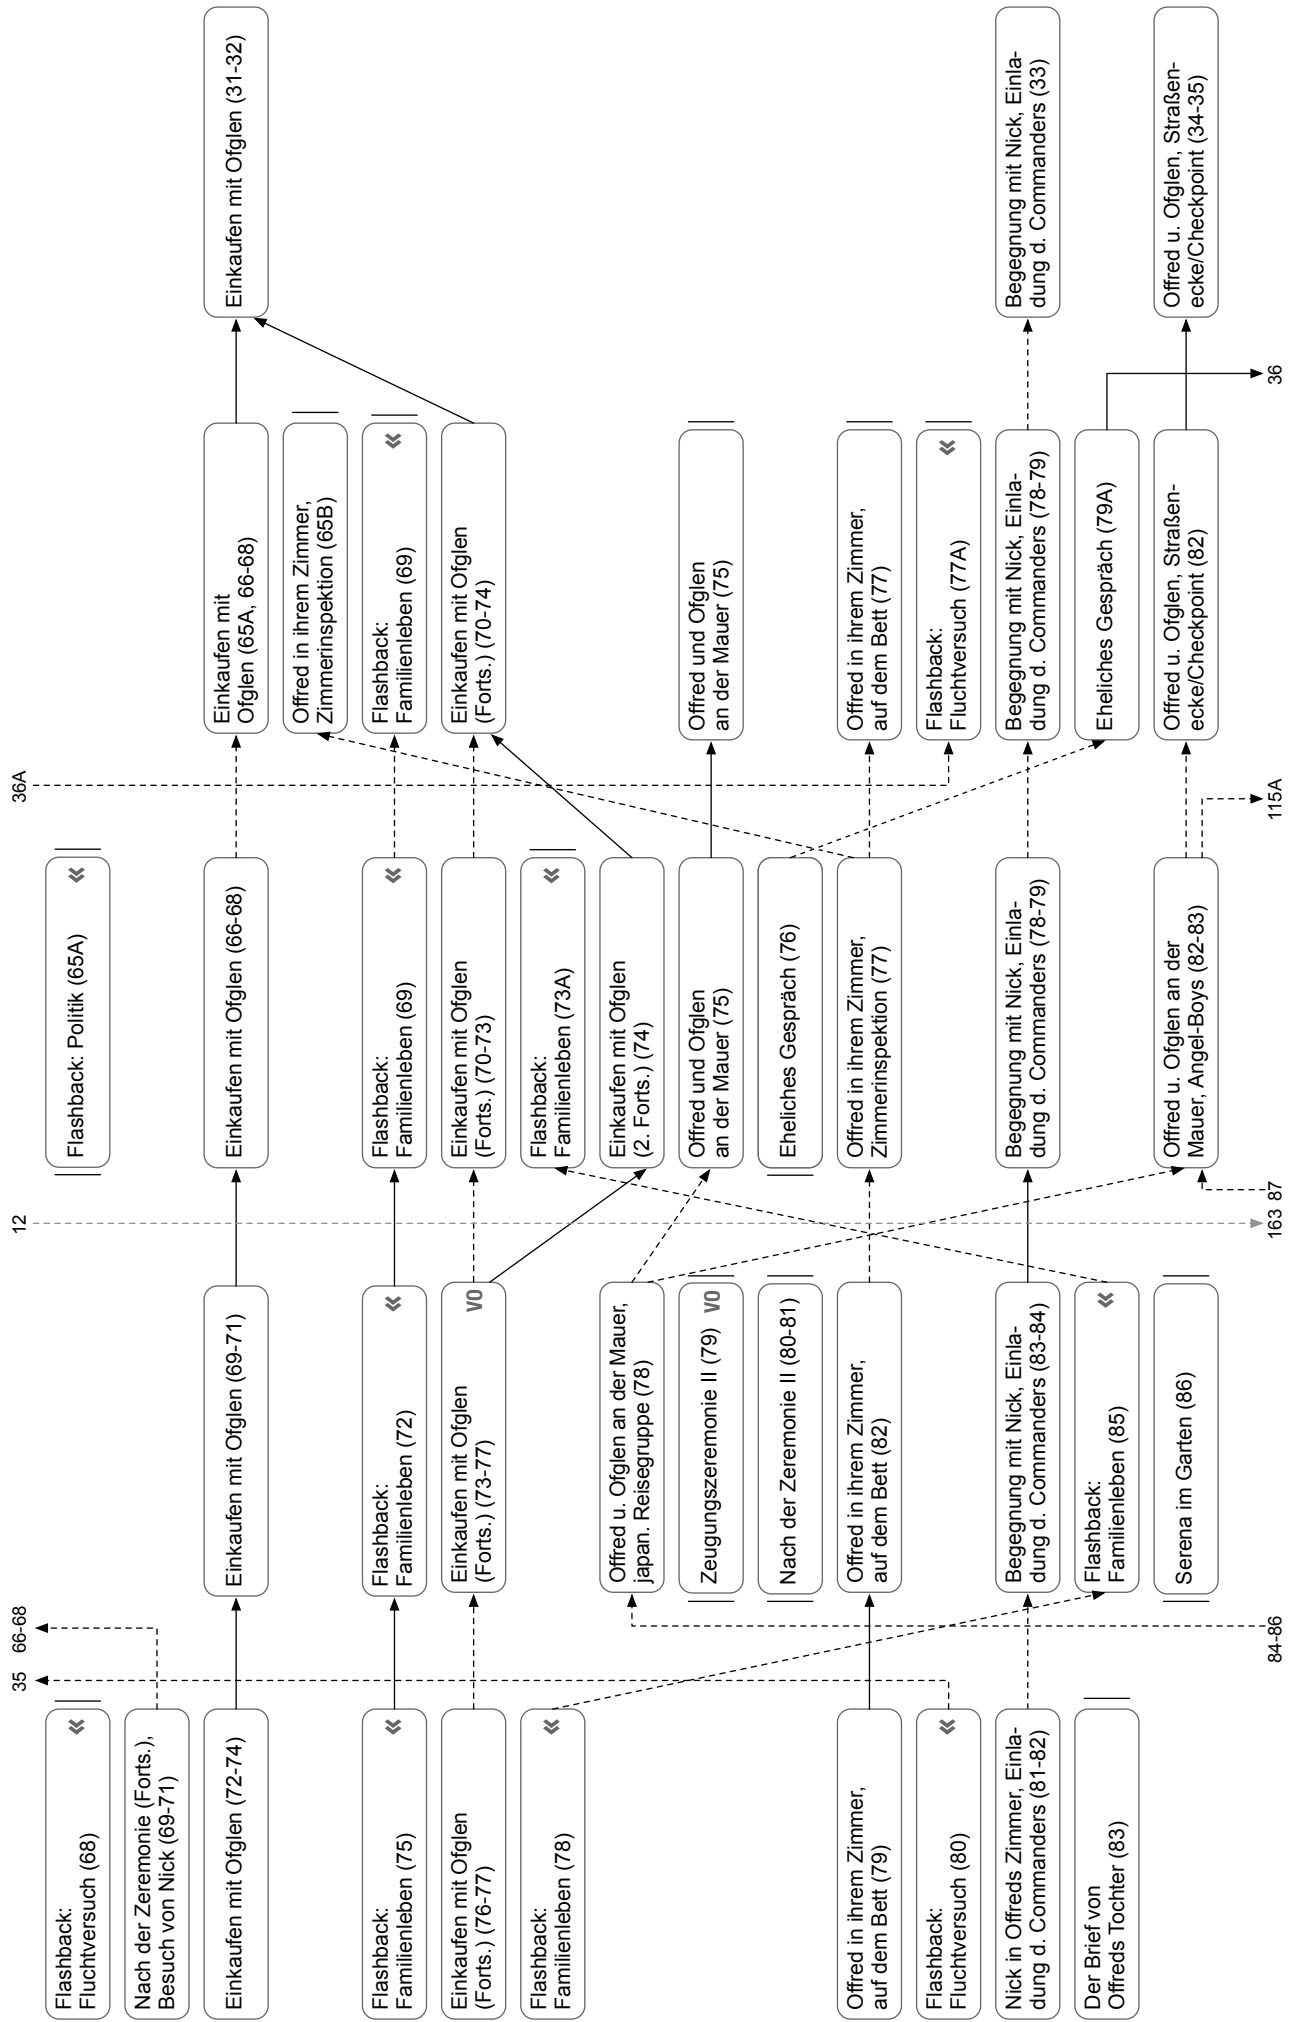 Flashback:
Fluchtversuch (68)
Nach der Zeremonie (Forts.),
Besuch von Nick (69-71)
Einkaufen mit Ofglen (72-74)
Flashback:
Familienleben (75)
Einkaufen mit Ofglen
(Forts.) (76-77)
Flashback:
Familienleben (78)
Offred in ihrem Zimmer,
auf dem Bett (79)
Flashback:
Fluchtversuch (80)
Nick in Offreds Zimmer, Einla-
dung d. Commanders (81-82)
Der Brief von
Offreds Tochter (83)
35
66-68
84-86
Einkaufen mit Ofglen (69-71)
Flashback:
Familienleben (72)
Einkaufen mit Ofglen
(Forts.) (73-77)
VO
Offred u. Ofglen an der Mauer,
japan. Reisegruppe (78)
Zeugungszeremonie II (79)
VO
Nach der Zeremonie II (80-81)
Offred in ihrem Zimmer,
auf dem Bett (82)
Begegnung mit Nick, Einla-
dung d. Commanders (83-84)
Flashback:
Familienleben (85)
Serena im Garten (86)
12
163
87
Flashback: Politik (65A)
Einkaufen mit Ofglen (66-68)
Flashback:
Familienleben (69)
Einkaufen mit Ofglen
(Forts.) (70-73)
Flashback:
Familienleben (73A)
Einkaufen mit Ofglen
(2. Forts.) (74)
Offred und Ofglen
an der Mauer (75)
Eheliches Gespräch (76)
Offred in ihrem Zimmer,
Zimmerinspektion (77)
Begegnung mit Nick, Einla-
dung d. Commanders (78-79)
Offred u. Ofglen an der
Mauer, Angel-Boys (82-83)
36A
115A
Einkaufen mit
Ofglen (65A, 66-68)
Offred in ihrem Zimmer,
Zimmerinspektion (65B)
Flashback:
Familienleben (69)
Einkaufen mit Ofglen
(Forts.) (70-74)
Offred und Ofglen
an der Mauer (75)
Offred in ihrem Zimmer,
auf dem Bett (77)
Flashback:
Fluchtversuch (77A)
Begegnung mit Nick, Einla-
dung d. Commanders (78-79)
Eheliches Gespräch (79A)
Offred u. Ofglen, Straßen-
ecke/Checkpoint (82)
36
Einkaufen mit Ofglen (31-32)
Begegnung mit Nick, Einla-
dung d. Commanders (33)
Offred u. Ofglen, Straßen-
ecke/Checkpoint (34-35)